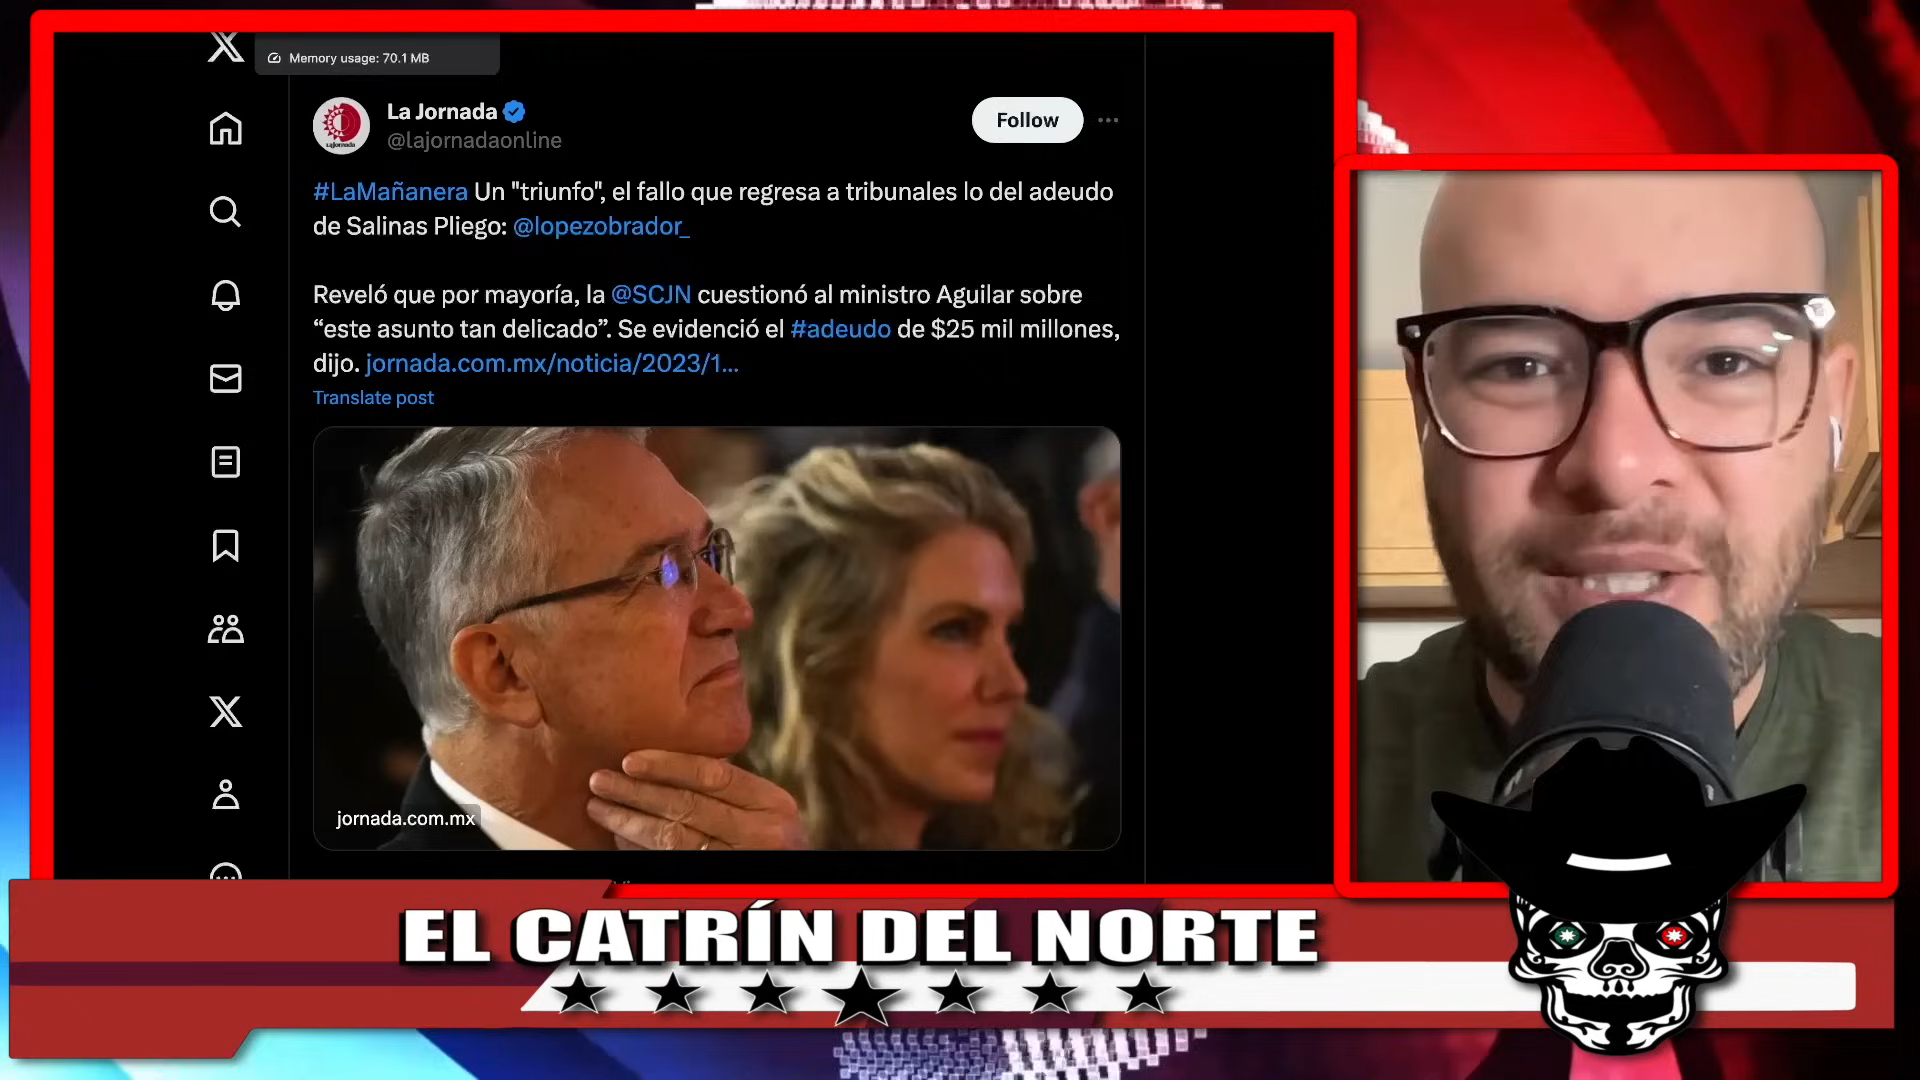 Memory usage: 70.1 MB
La Jornada
@lajornadaonline
Follow
#LaMañanera Un "triunfo", el fallo que regresa a tribunales lo del adeudo
de Salinas Pliego: @lopezobrador_
Reveló que por mayoría, la @SCJN cuestionó al ministro Aguilar sobre
“este asunto tan delicado”. Se evidenció el #adeudo de $25 mil millones,
dijo. jornada.com.mx/noticia/2023/1…
Translate post
jornada.com.mx
EL CATRÍN DEL NORTE